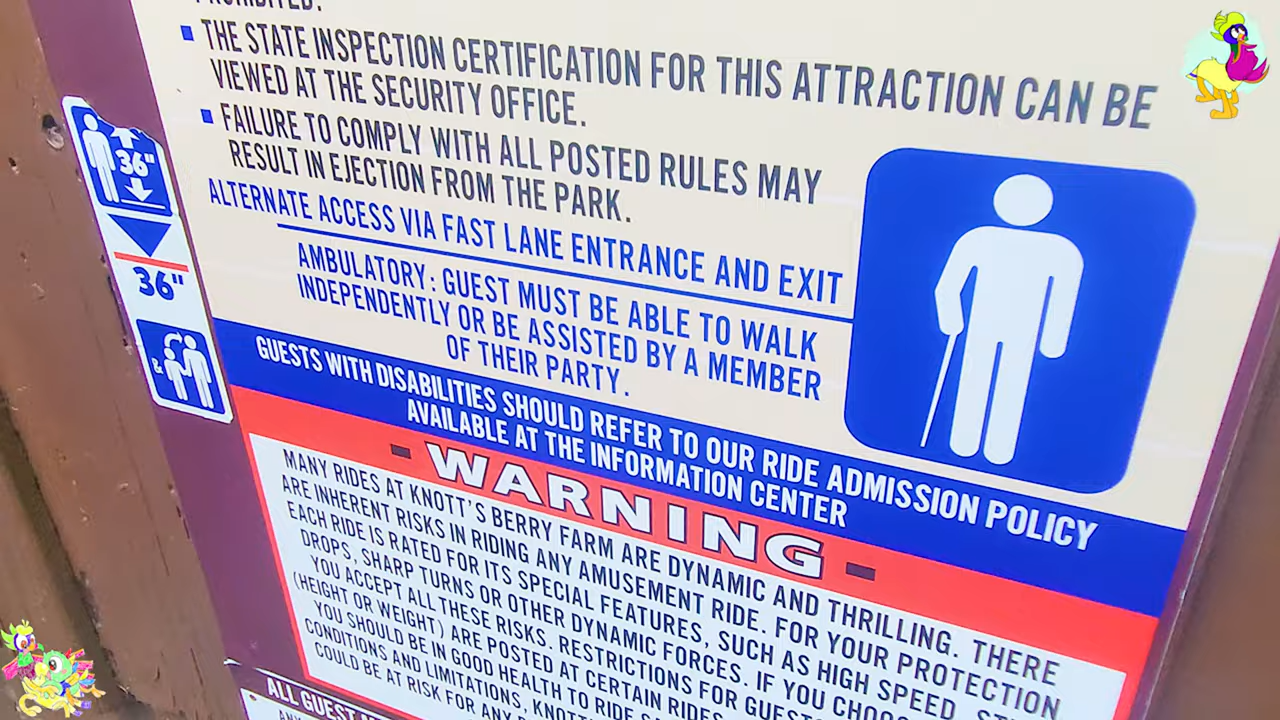 PROHIBITED.
THE STATE INSPECTION CERTIFICATION FOR THIS ATTRACTION CAN BE
VIEWED AT THE SECURITY OFFICE.
FAILURE TO COMPLY WITH ALL POSTED RULES MAY
RESULT IN EJECTION FROM THE PARK.
ALTERNATE ACCESS VIA FAST LANE ENTRANCE AND EXIT
AMBULATORY: GUEST MUST BE ABLE TO WALK
INDEPENDENTLY OR BE ASSISTED BY A MEMBER
OF THEIR PARTY.
36"
36"
&
GUESTS WITH DISABILITIES SHOULD REFER TO OUR RIDE ADMISSION POLICY
AVAILABLE AT THE INFORMATION CENTER
- WARNING -
MANY RIDES AT KNOTT'S BERRY FARM ARE DYNAMIC AND THRILLING. THERE
ARE INHERENT RISKS IN RIDING ANY AMUSEMENT RIDE. FOR YOUR PROTECTION
EACH RIDE IS RATED FOR ITS SPECIAL FEATURES, SUCH AS HIGH SPEED,
DROPS, SHARP TURNS OR OTHER DYNAMIC FORCES. IF YOU
YOU ACCEPT ALL THESE RISKS. RESTRICTIONS FOR
(HEIGHT OR WEIGHT) ARE POSTED AT CERTAIN RIDES
YOU SHOULD BE IN GOOD HEALTH TO RIDE
CONDITIONS AND LIMITATIONS,
COULD BE AT RISK FOR ANY
ALL